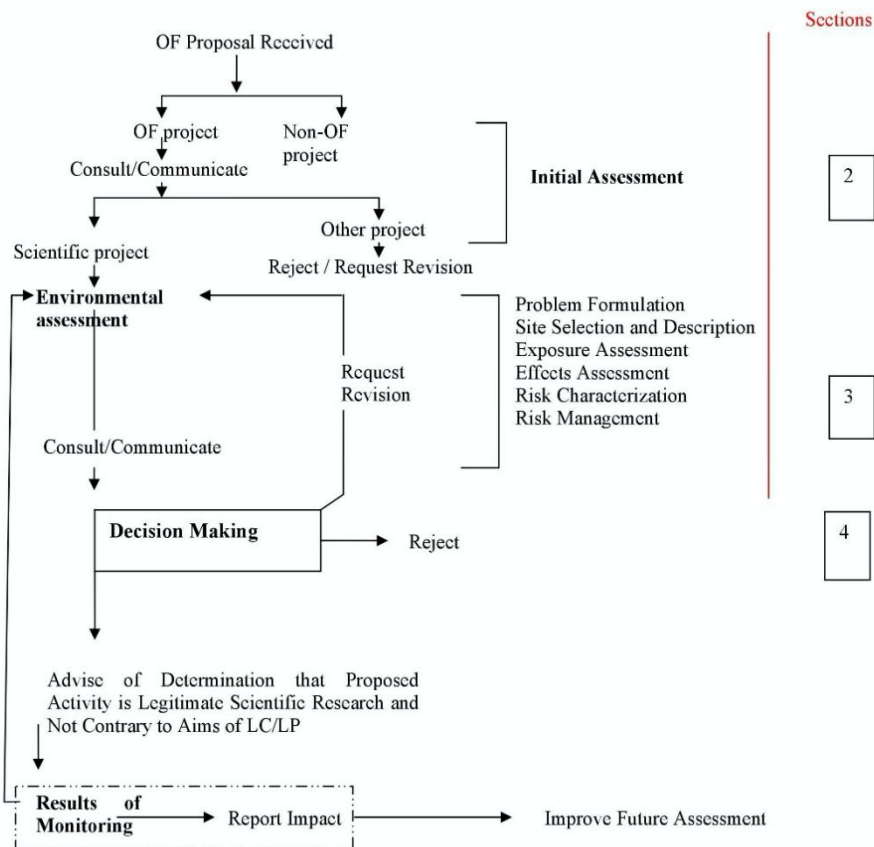 Sections
OF Proposal Received
OF project
Non-OF
project
Consult/Communicate
Initial Assessment
2
Other project
Scientific project
Reject / Request Revision
Environmental
assessment
Problem Formulation
Site Selection and Description
Exposure Assessment
Effects Assessment
Risk Characterization
Risk Management
Request
Revision
3
Consult/Communicate
Decision Making
Reject
4
Advise of Determination that Proposed
Activity is Legitimate Scientific Research and
Not Contrary to Aims of LC/LP
Results of
Monitoring
Report Impact
Improve Future Assessment